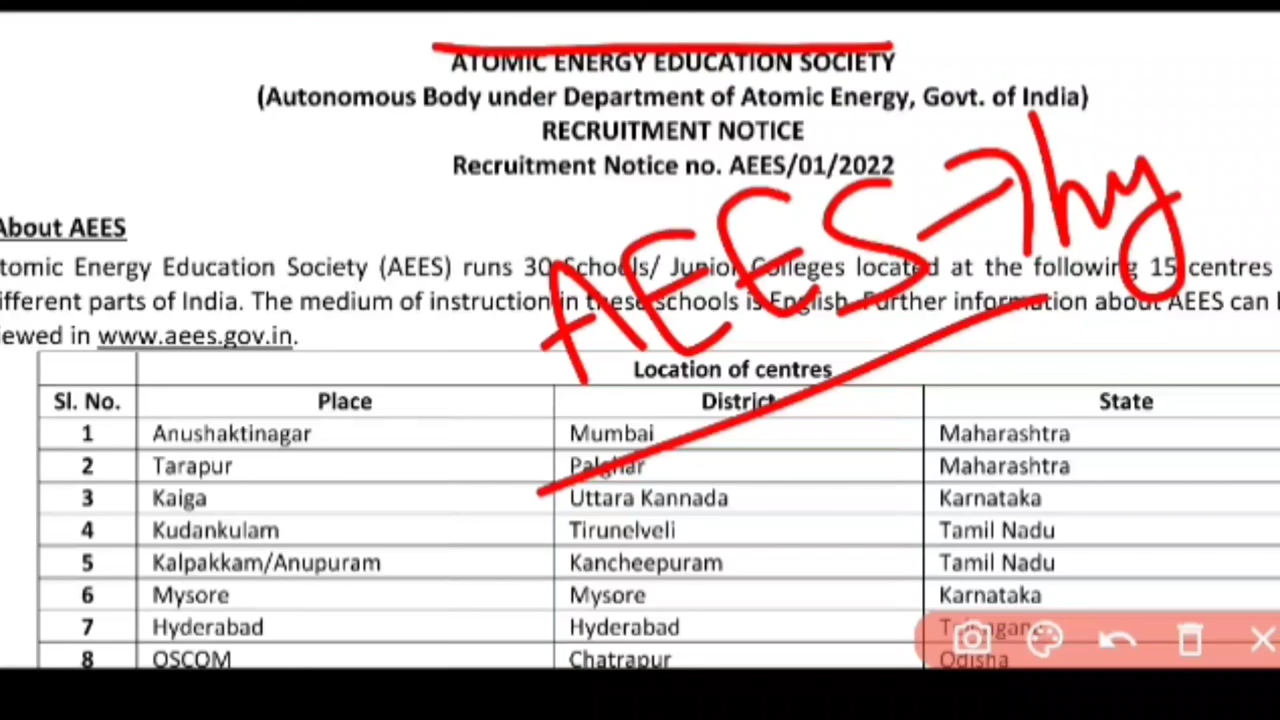 ATOMIC ENERGY EDUCATION SOCIETY
(Autonomous Body under Department of Atomic Energy, Govt. of India)
RECRUITMENT NOTICE
Recruitment Notice no. AEES/01/2022
AEES → hy
About AEES
tomic Energy Education Society (AEES) runs 30 Schools/ Junior Colleges located at the following 15 centres
ifferent parts of India. The medium of instruction in these schools is English. Further information about AEES can b
iewed in www.aees.gov.in.
Location of centres
Sl. No. Place District State
1 Anushaktinagar Mumbai Maharashtra
2 Tarapur Palghar Maharashtra
3 Kaiga Uttara Kannada Karnataka
4 Kudankulam Tirunelveli Tamil Nadu
5 Kalpakkam/Anupuram Kancheepuram Tamil Nadu
6 Mysore Mysore Karnataka
7 Hyderabad Hyderabad
8 OSCOM Chatrapur Odisha